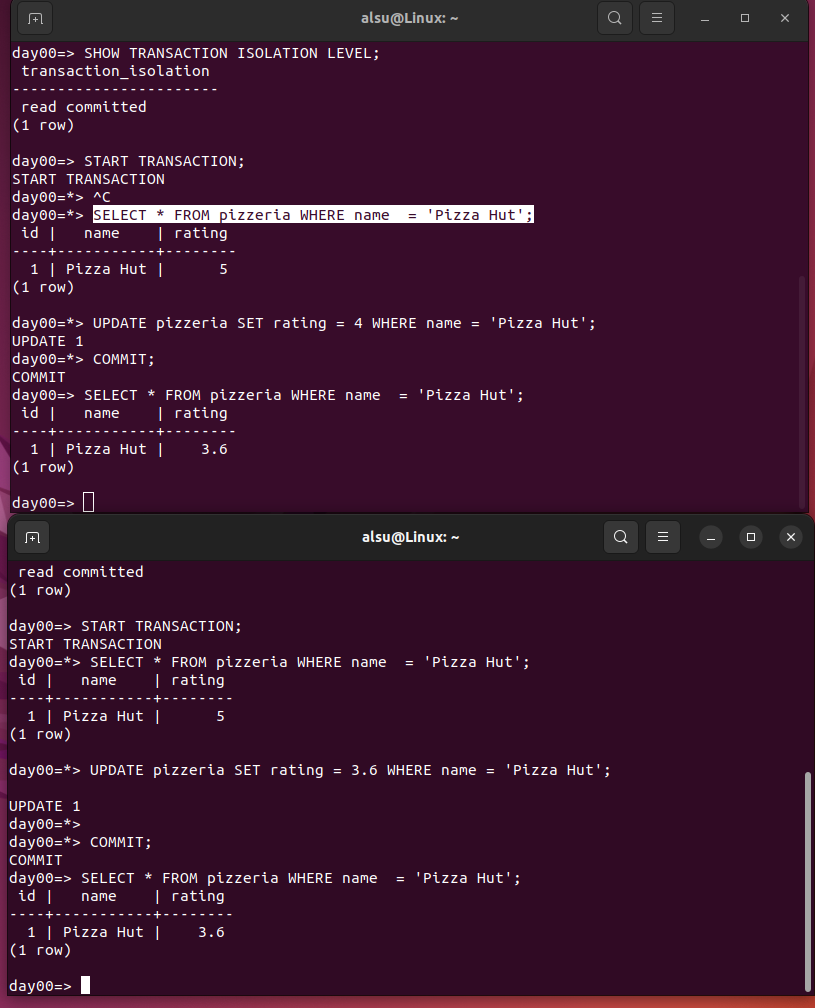 alsu@Linux: ~
day00=> SHOW TRANSACTION ISOLATION LEVEL;
 transaction_isolation
-----------------------
 read committed
(1 row)

day00=> START TRANSACTION;
START TRANSACTION
day00=*> ^C
day00=*> SELECT * FROM pizzeria WHERE name  = 'Pizza Hut';
 id |   name    | rating
----+-----------+--------
  1 | Pizza Hut |      5
(1 row)

day00=*> UPDATE pizzeria SET rating = 4 WHERE name = 'Pizza Hut';
UPDATE 1
day00=*> COMMIT;
COMMIT
day00=> SELECT * FROM pizzeria WHERE name  = 'Pizza Hut';
 id |   name    | rating
----+-----------+--------
  1 | Pizza Hut |    3.6
(1 row)

day00=>
alsu@Linux: ~
 read committed
(1 row)

day00=> START TRANSACTION;
START TRANSACTION
day00=*> SELECT * FROM pizzeria WHERE name  = 'Pizza Hut';
 id |   name    | rating
----+-----------+--------
  1 | Pizza Hut |      5
(1 row)

day00=*> UPDATE pizzeria SET rating = 3.6 WHERE name = 'Pizza Hut';

UPDATE 1
day00=*>
day00=*> COMMIT;
COMMIT
day00=> SELECT * FROM pizzeria WHERE name  = 'Pizza Hut';
 id |   name    | rating
----+-----------+--------
  1 | Pizza Hut |    3.6
(1 row)

day00=>